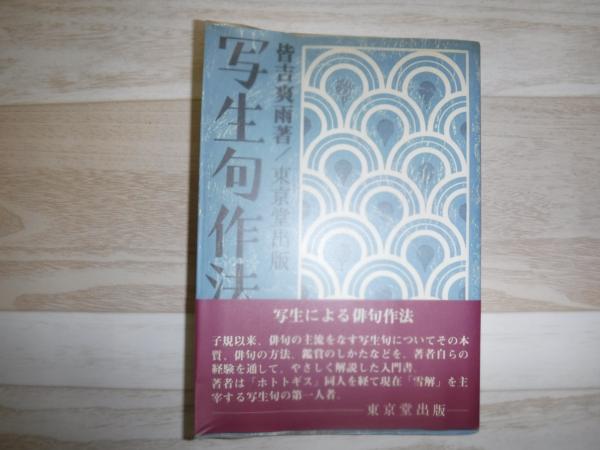 写生句作法
皆吉爽雨著/東京堂出版
写生による俳句作法
子規以来、俳句の主流をなす写生句についてその本
質、俳句の方法、鑑賞のしかたなどを、著者自らの
経験を通して、やさしく解説した入門書。
著者は「ホトトギス」同人を経て現在「雪解」を主
宰する写生句の第一人者。
東京堂出版